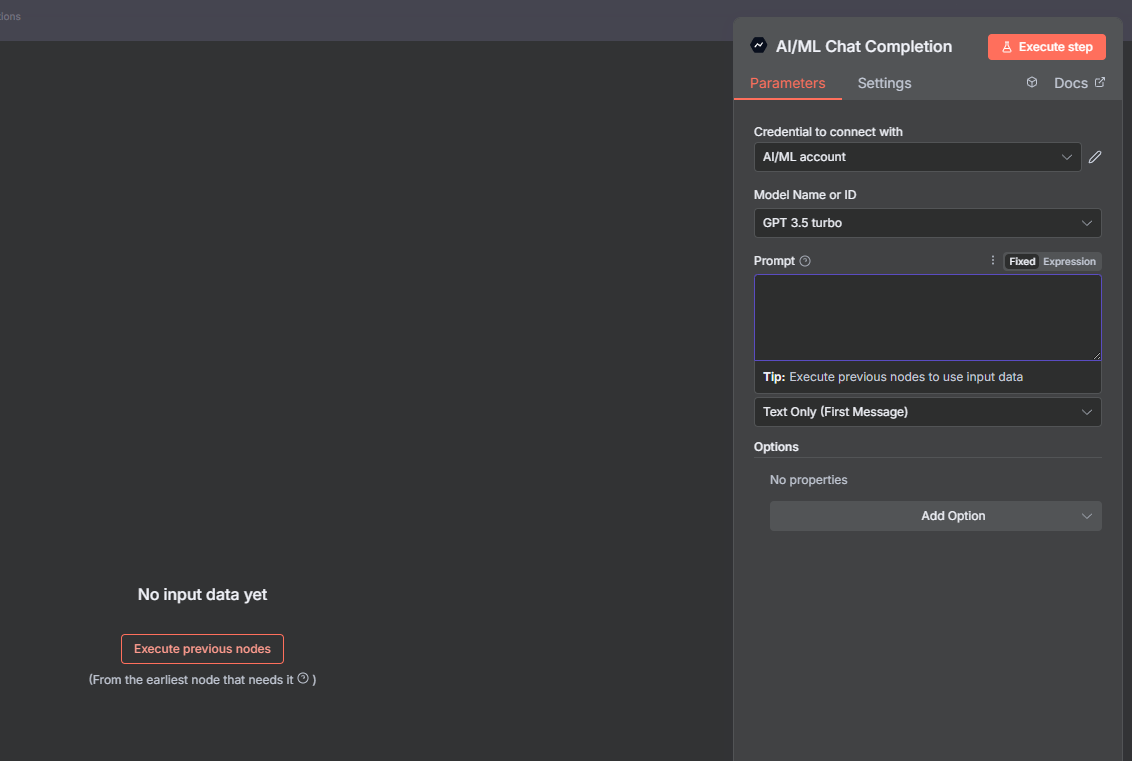 AI/ML Chat Completion
Execute step
Parameters
Settings
Docs
Credential to connect with
AI/ML account
Model Name or ID
GPT 3.5 turbo
Prompt
Fixed
Expression
Tip: Execute previous nodes to use input data
Text Only (First Message)
Options
No properties
Add Option
No input data yet
Execute previous nodes
(From the earliest node that needs it )